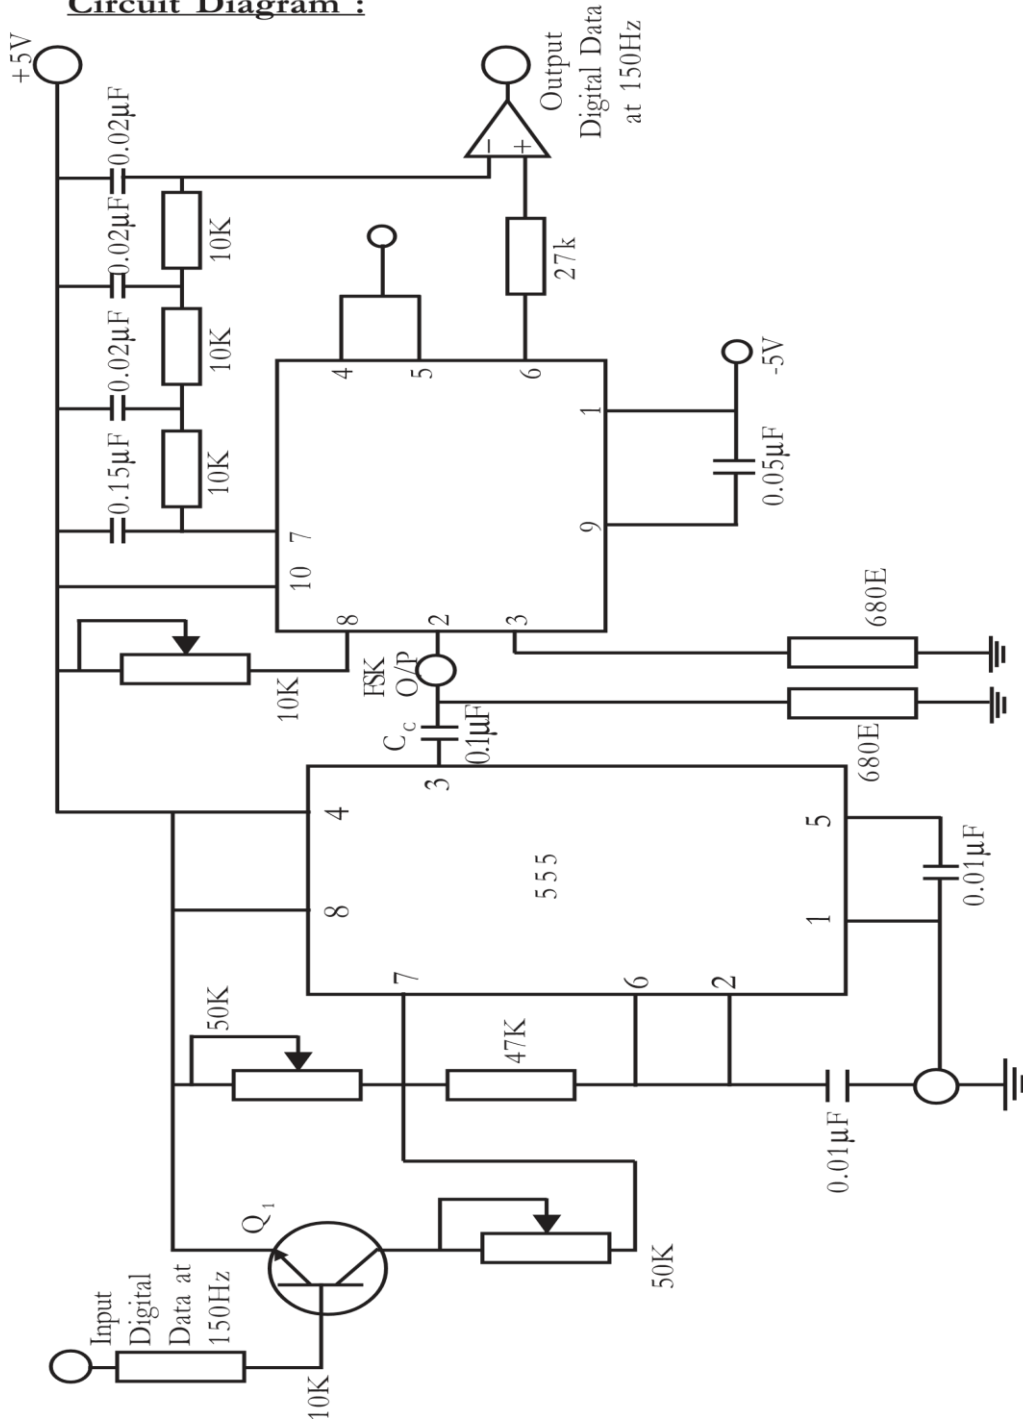 Circuit Diagram :
+5V
0.02µF
0.02µF
0.02µF
0.15µF
10K
10K
10K
Output
Digital Data
at 150Hz
−
+
27k
4
5
6
7
10
8
2
3
1
9
-5V
0.05µF
10K
FSK
O/P
C C
0.1µF
680E
680E
555
4
8
3
7
6
2
5
1
0.01µF
50K
47K
0.01µF
Q1
50K
Input
Digital
Data at
150Hz
10K